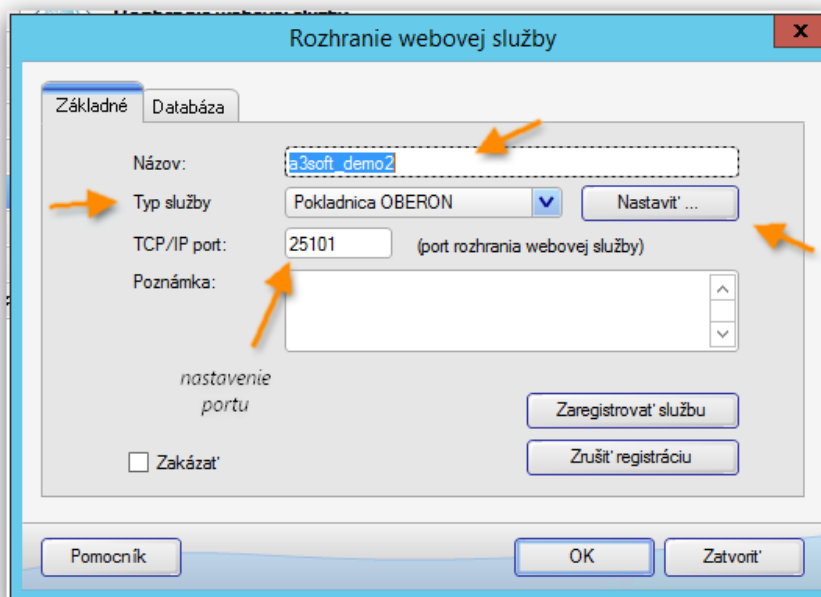 Rozhranie webovej služby
x
Základné
Databáza
Názov: a3soft_demo2
Typ služby Pokladnica OBERON Nastaviť ...
TCP/IP port: 25101 (port rozhrania webovej služby)
Poznámka:
nastavenie
portu
Zaregistrovať službu
Zakázať Zrušiť registráciu
Pomocník OK Zatvoriť